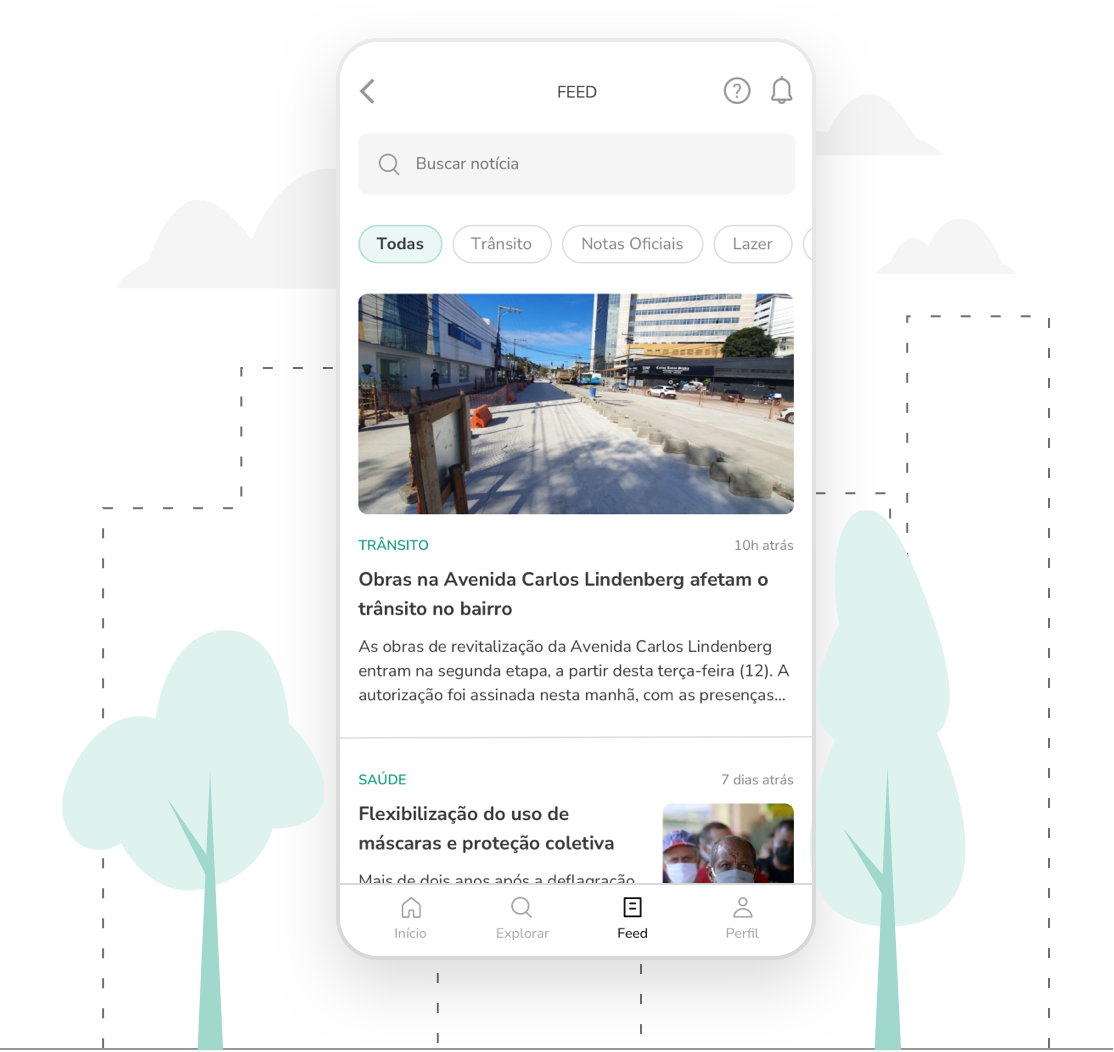 FEED
Buscar notícia
Todas
Trânsito
Notas Oficiais
Lazer
TRÂNSITO
10h atrás
Obras na Avenida Carlos Lindenberg afetam o
trânsito no bairro
As obras de revitalização da Avenida Carlos Lindenberg
entram na segunda etapa, a partir desta terça-feira (12). A
autorização foi assinada nesta manhã, com as presenças...
SAÚDE
7 dias atrás
Flexibilização do uso de
máscaras e proteção coletiva
Mais de dois anos após a deflagração
Início
Explorar
Feed
Perfil